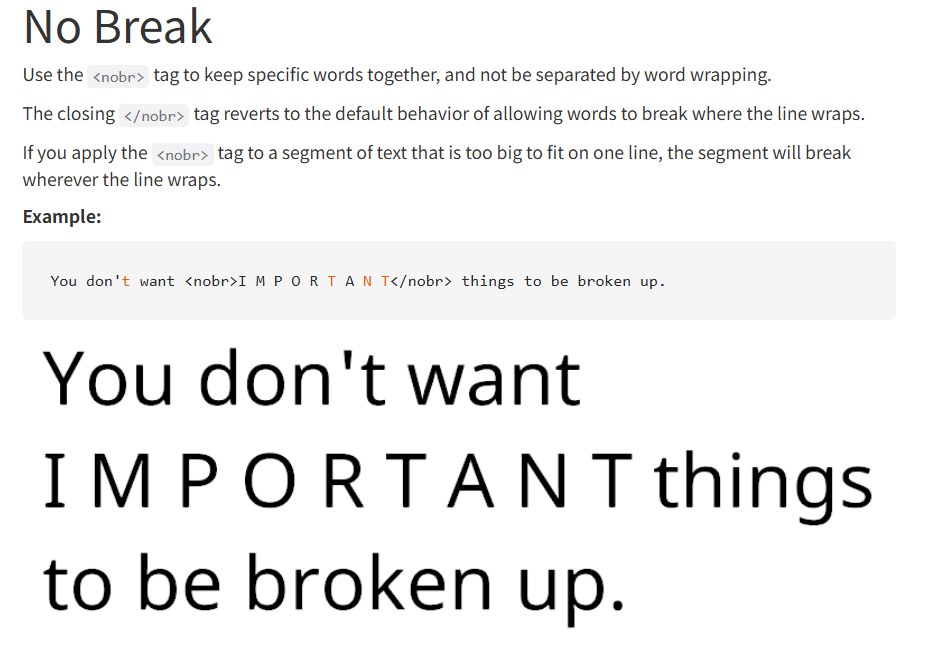 No Break
Use the <nobr> tag to keep specific words together, and not be separated by word wrapping.
The closing </nobr> tag reverts to the default behavior of allowing words to break where the line wraps.
If you apply the <nobr> tag to a segment of text that is too big to fit on one line, the segment will break
wherever the line wraps.
Example:
You don't want <nobr>I M P O R T A N T</nobr> things to be broken up.
You don't want
I M P O R T A N T things
to be broken up.